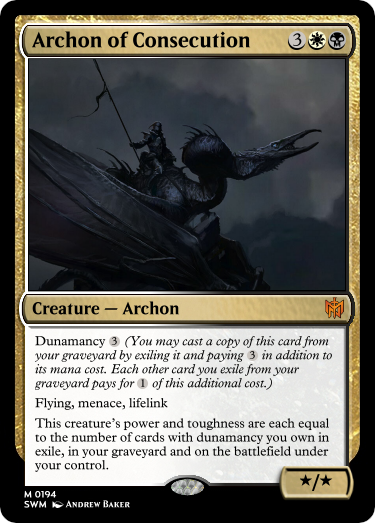 Archon of Consecution 3
Creature — Archon
Dunamancy 3 (You may cast a copy of this card from
your graveyard by exiling it and paying 3 in addition to
its mana cost. Each other card you exile from your
graveyard pays for 1 of this additional cost.)
Flying, menace, lifelink
This creature's power and toughness are each equal
to the number of cards with dunamancy you own in
exile, in your graveyard and on the battlefield under
your control.
★/★
M 0194
SWM Andrew Baker